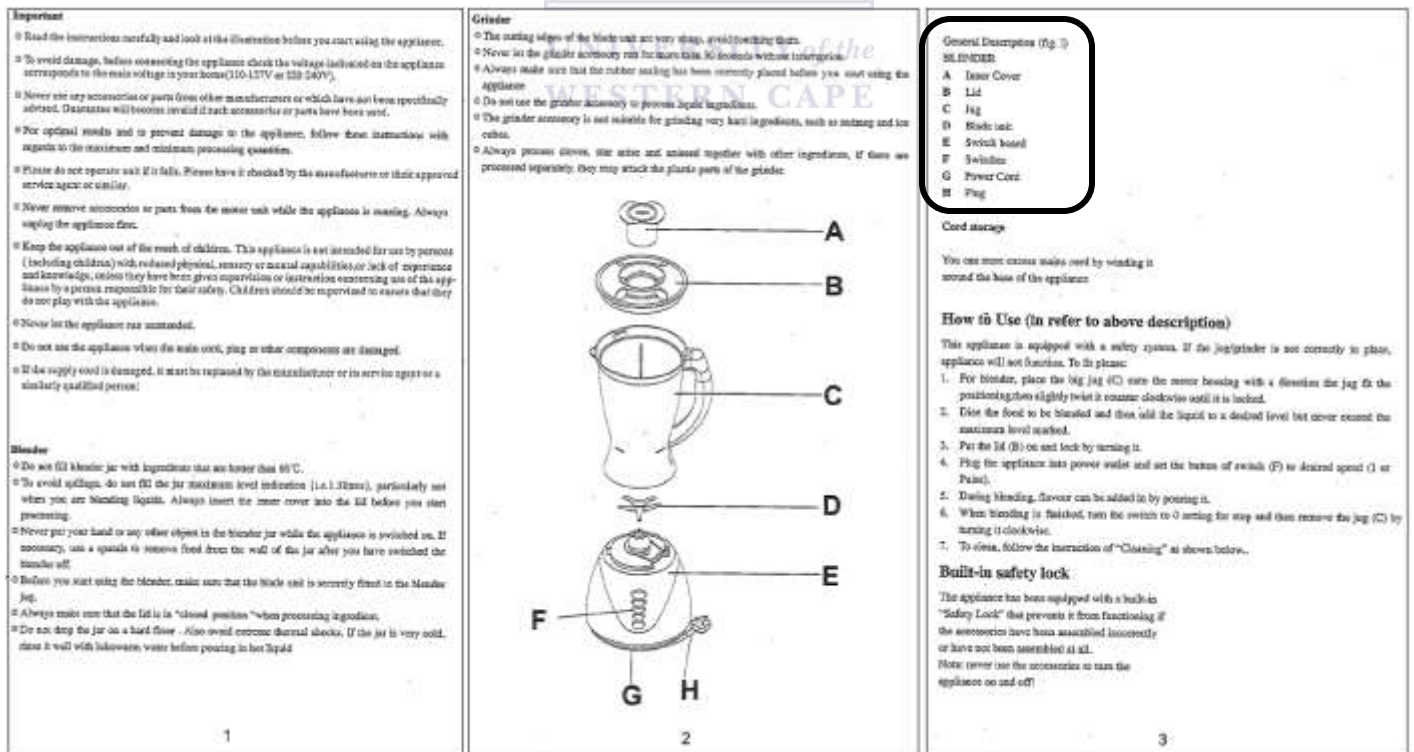 Important
Read the instructions carefully and look at the illustration before you start using the appliance.
To avoid damage, before connecting the appliance check the voltage indicated on the appliance
corresponds to the main voltage in your home(110-127V or 220-240V).
Never use any accessories or parts from other manufacturers or which have not been specifically
advised. Guarantee will become invalid if such accessories or parts have been used.
For optimal results and to prevent damage to the appliance, follow these instructions with
regards to the maximum and minimum processing quantities.
Please do not operate unit if it falls. Please have it checked by the manufacturer or their approved
service agent or similar.
Never remove accessories or parts from the motor unit while the appliance is running. Always
unplug the appliance first.
Keep the appliance out of the reach of children. This appliance is not intended for use by persons
(including children) with reduced physical, sensory or mental capabilities,or lack of experience
and knowledge, unless they have been given supervision or instruction concerning use of the app-
liance by a person responsible for their safety. Children should be supervised to ensure that they
do not play with the appliance.
Never let the appliance run unattended.
Do not use the appliance when the main cord, plug or other components are damaged.
If the supply cord is damaged, it must be replaced by the manufacturer or its service agent or a
similarly qualified person!
Blender
Do not fill blender jar with ingredients that are hotter than
To avoid spillage, do not fill the jar maximum level indication particularly not
when you are blending liquids. Always insert the inner cover into the lid before you start
processing.
Never put your hand or any other object in the blender jar while the appliance is switched on. If
necessary, use a spatula to remove food from the wall of the jar after you have switched the
blender off.
Before you start using the blender, make sure that the blade unit is securely fitted in the blender
jug.
Always make sure that the lid is in "closed position "when processing ingredient.
Do not drop the jar on a hard floor . Also avoid extreme thermal shocks. If the jar is very cold,
rinse it well with lukewarm water before pouring in hot liquid
1
Grinder
The cutting edges of the blade unit are very sharp, avoid touching them.
UNIVERSITY of the
Never let the grinder accessory run for more than seconds without interruption.
Always make sure that the rubber sealing has been correctly placed before you start using the
appliance
WESTERN CAPE
Do not use the grinder accessory to process liquid ingredients.
The grinder accessory is not suitable for grinding very hard ingredients, such as nutmeg and ice
cubes.
Always process cloves, star anise and aniseed together with other ingredients, if these are
processed separately, they may attack the plastic parts of the grinder.
A
B
C
D
E
F
G
H
2
General Description (fig. 1)
BLENDER
A Inner Cover
B Lid
C Jug
D Blade unit
E Switch board
F Switches
G Power Cord
H Plug
Cord storage
You can store excess mains cord by winding it
around the base of the appliance
How to Use (in refer to above description)
This appliance is equipped with a safety system. If the jug/grinder is not correctly in place,
appliance will not function. To fit please:
1. For blender, place the big jug (C) onto the motor housing with a direction the jug fit the
positioning,then slightly twist it counter clockwise until it is locked.
2. Dice the food to be blended and then add the liquid to a desired level but never exceed the
maximum level marked.
3. Put the lid (B) on and lock by turning it.
4. Plug the appliance into power outlet and set the button of switch (F) to desired speed (1 or
Pulse).
5. During blending, flavour can be added in by pouring it.
6. When blending is finished, turn the switch to 0 setting for stop and then remove the jug (C) by
turning it clockwise.
7. To clean, follow the instruction of "Cleaning" as shown below..
Built-in safety lock
The appliance has been equipped with a built-in
"Safety Lock" that prevents it from functioning if
the accessories have been assembled incorrectly
or have not been assembled at all.
Note: never use the accessories to turn the
appliance on and off!
3